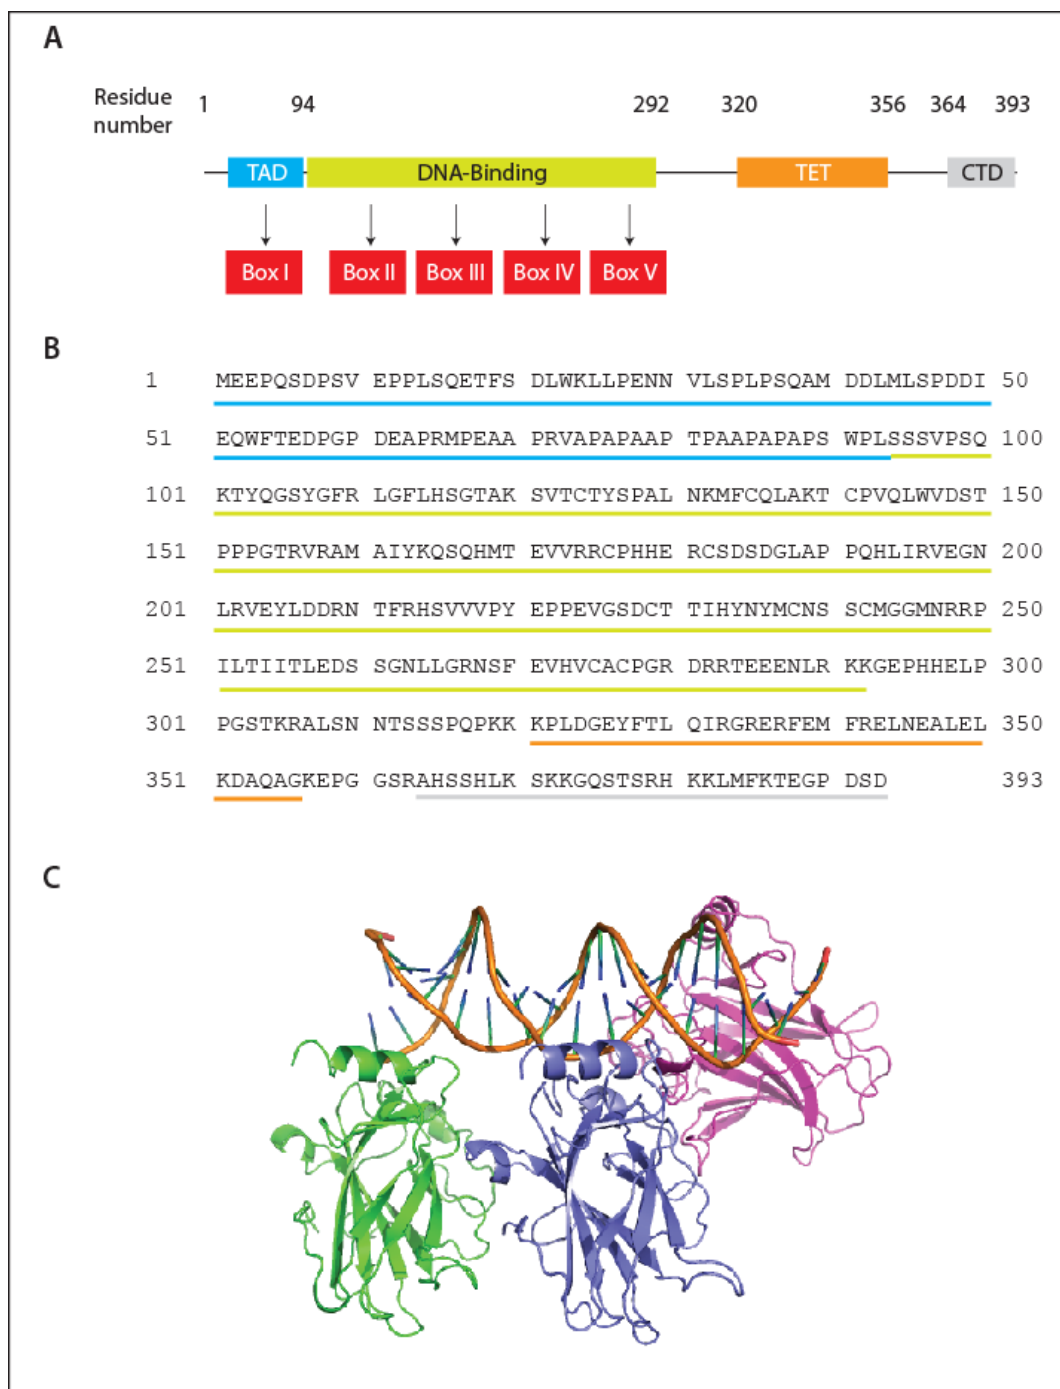 A
Residue number 1 94 292 320 356 364 393
TAD DNA-Binding TET CTD
Box I Box II Box III Box IV Box V
B
1 MEEPQSDPSV EPPLSQETFS DLWKLLPENN VLSPLPSQAM DDLMLSPDDI 50
51 EQWFTEDPGP DEAPRMPEAA PRVAPAPAAP TPAAPAPAPS WPLSSSVPSQ 100
101 KTYQGSYGFR LGFLHSGTAK SVTCTYSPAL NKMFCQLAKT CPVQLWVDST 150
151 PPPGTRVRAM AIYKQSQHMT EVVRRCPHHE RCSDSDGLAP PQHLIRVEGN 200
201 LRVEYLDDRN TFRHSVVVPY EPPEVGSDCT TIHYNYMCNS SCMGGMNRRP 250
251 ILTIITLEDS SGNLLGRNSF EVHVCACPGR DRRTEEENLR KKGEPHHELP 300
301 PGSTKRALSN NTSSSPQPKK KPLDGEYFTL QIRGRERFEM FRELNEALEL 350
351 KDAQAGKEPG GSRAHSSHLK SKKGQSTSRH KKLMFKTEGP DSD 393
C